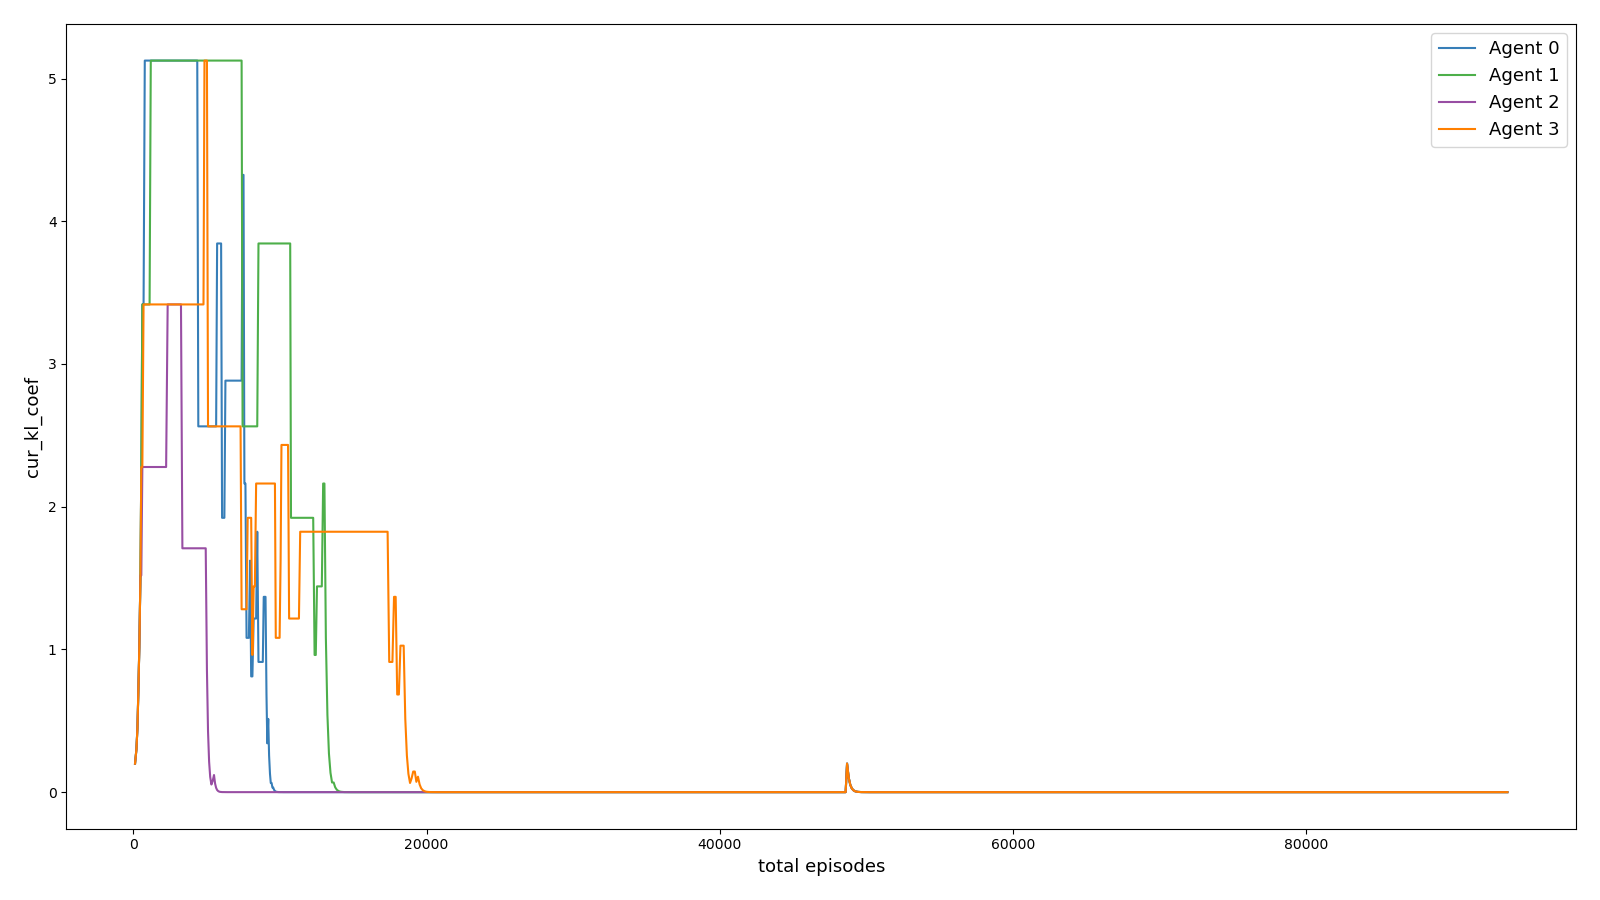 Agent 0
Agent 1
Agent 2
Agent 3
5
4
3
2
1
0
cur_kl_coef
0
20000
40000
60000
80000
total episodes